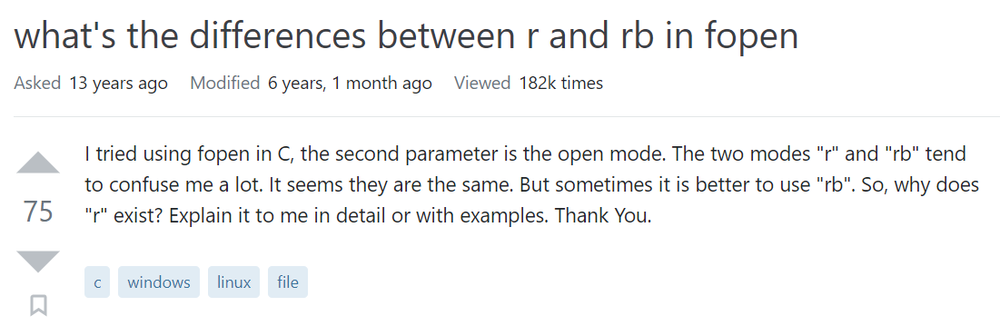 what's the differences between r and rb in fopen
Asked 13 years ago Modified 6 years, 1 month ago Viewed 182k times
I tried using fopen in C, the second parameter is the open mode. The two modes "r" and "rb" tend
to confuse me a lot. It seems they are the same. But sometimes it is better to use "rb". So, why does
75
"r" exist? Explain it to me in detail or with examples. Thank You.
c windows linux file